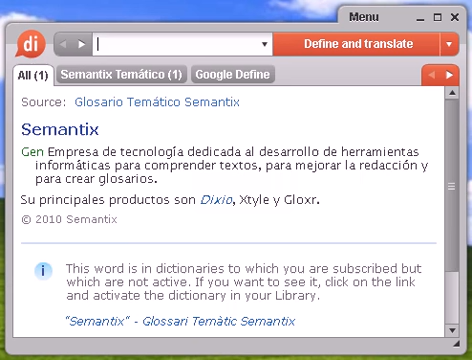 Menu
di
Define and translate
All (1) Semantix Temático (1) Google Define
Source: Glosario Temático Semantix
Semantix
Gen Empresa de tecnología dedicada al desarrollo de herramientas
informáticas para comprender textos, para mejorar la redacción y
para crear glosarios.
Su principales productos son Dixio, Xtyle y Gloxr.
© 2010 Semantix
i This word is in dictionaries to which you are subscribed but
which are not active. If you want to see it, click on the link
and activate the dictionary in your Library.
"Semantix" - Glossari Temàtic Semantix